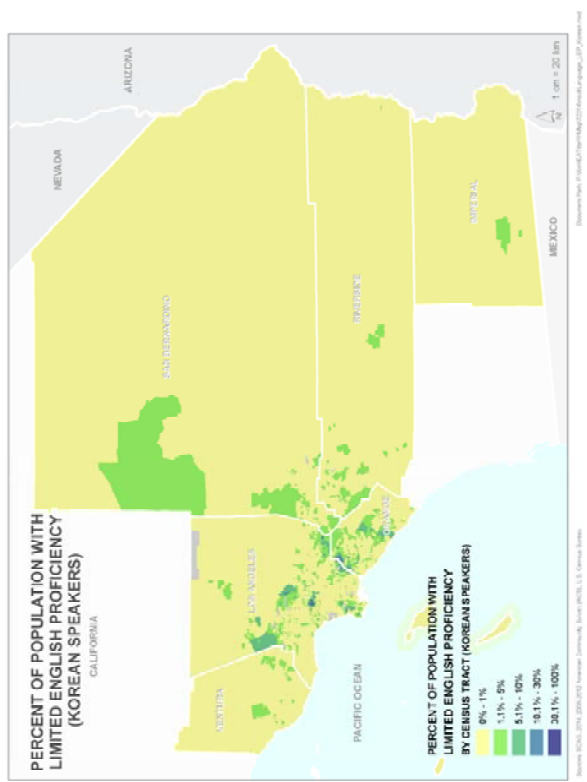 PERCENT OF POPULATION WITH
LIMITED ENGLISH PROFICIENCY
(KOREAN SPEAKERS)
CALIFORNIA
NEVADA
ARIZONA
SAN BERNARDINO
LOS ANGELES
VENTURA
RIVERSIDE
ORANGE
IMPERIAL
MEXICO
PACIFIC OCEAN
PERCENT OF POPULATION WITH
LIMITED ENGLISH PROFICIENCY
BY CENSUS TRACT (KOREAN SPEAKERS)
0% - 1%
1.1% - 5%
5.1% - 10%
10.1% - 30%
30.1% - 100%
N
1 cm = 20 km